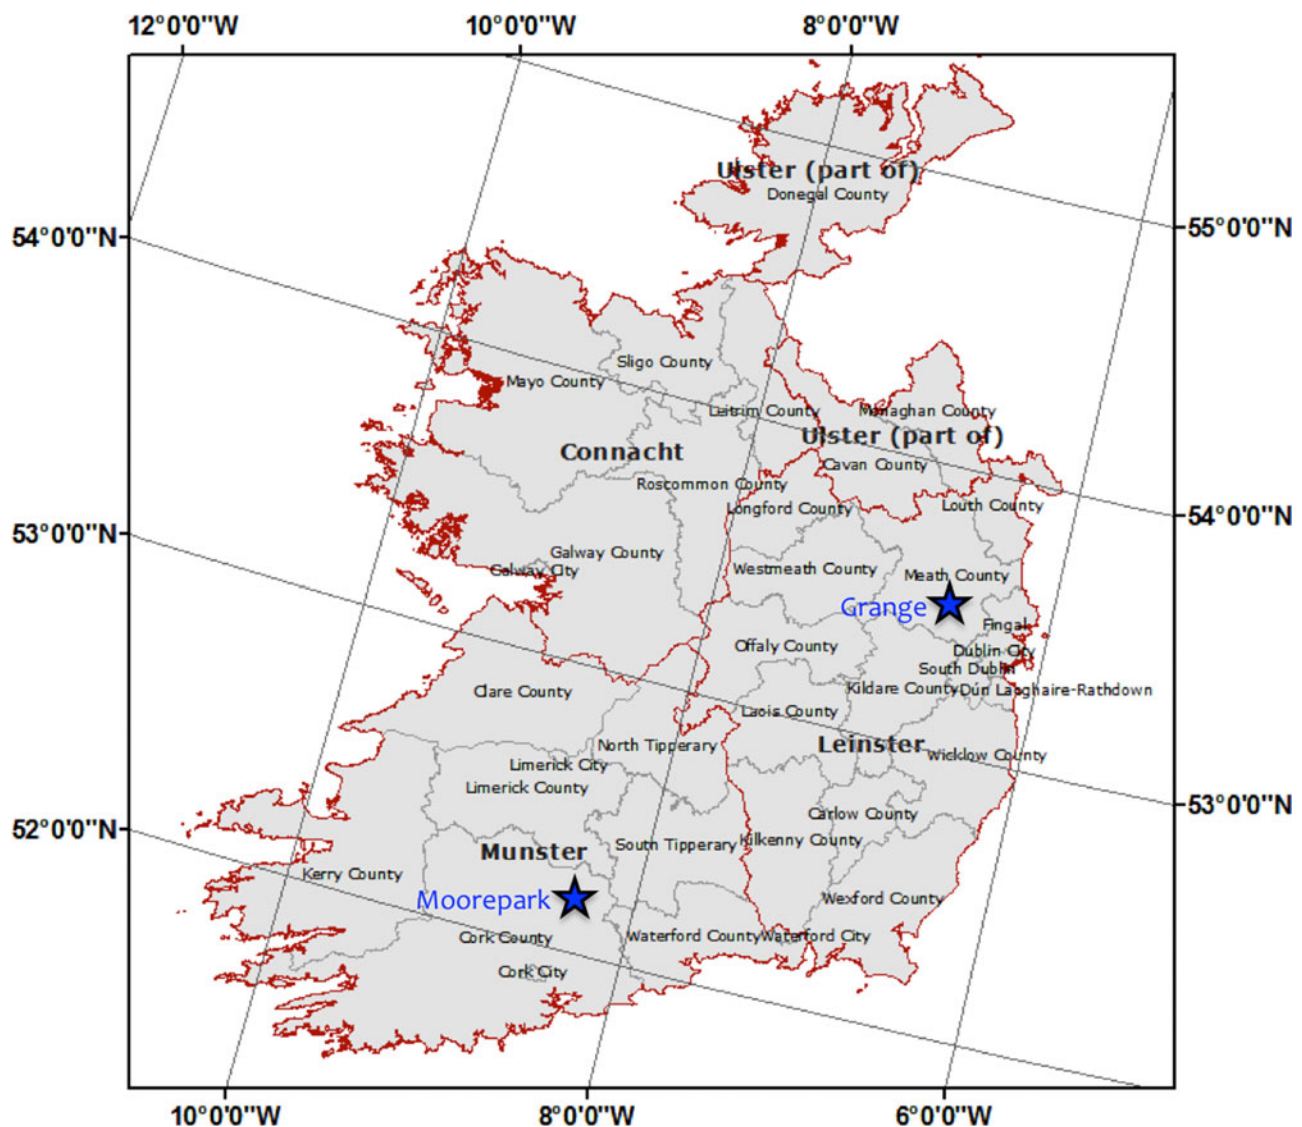 12°0'0"W 10°0'0"W 8°0'0"W
Ulster (part of)
Donegal County
54°0'0"N
55°0'0"N
Sligo County
Mayo County
Leitrim County
Monaghan County
Ulster (part of)
Connacht
Cavan County
Roscommon County
Longford County
Louth County
53°0'0"N
54°0'0"N
Galway County
Galway City
Westmeath County
Meath County
Grange
Fingal
Offaly County
Dublin City
South Dublin
Clare County
Kildare County
Dún Laoghaire-Rathdown
Laois County
North Tipperary
Leinster
Wicklow County
Limerick City
Limerick County
52°0'0"N
53°0'0"N
Carlow County
South Tipperary
Kilkenny County
Munster
Kerry County
Moorepark
Wexford County
Cork County
Waterford County
Waterford City
Cork City
10°0'0"W 8°0'0"W 6°0'0"W